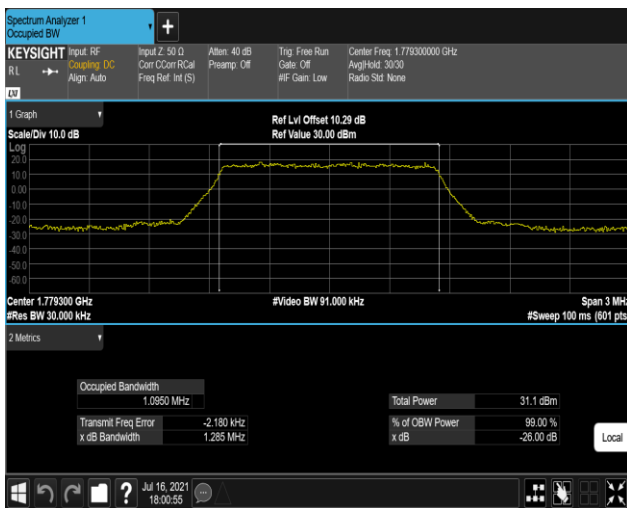 Spectrum Analyzer 1
Occupied BW
+
KEYSIGHT Input: RF Input Z: 50 Ω Atten: 40 dB Trig: Free Run Center Freq: 1.779300000 GHz
RL Coupling: DC Corr CCorr RCal Preamp: Off Gate: Off Avg|Hold: 30/30
Align: Auto Freq Ref: Int (S) #IF Gain: Low Radio Std: None
LXI
1 Graph
Ref Lvl Offset 10.29 dB
Scale/Div 10.0 dB Ref Value 30.00 dBm
Log
20.0
10.0
0.00
-10.0
-20.0
-30.0
-40.0
-50.0
-60.0
Center 1.779300 GHz #Video BW 91.000 kHz Span 3 MHz
#Res BW 30.000 kHz #Sweep 100 ms (601 pts
2 Metrics
Occupied Bandwidth
1.0950 MHz Total Power 31.1 dBm
Transmit Freq Error -2.180 kHz % of OBW Power 99.00 %
x dB Bandwidth 1.285 MHz x dB -26.00 dB
Local
? Jul 16, 2021
18:00:55